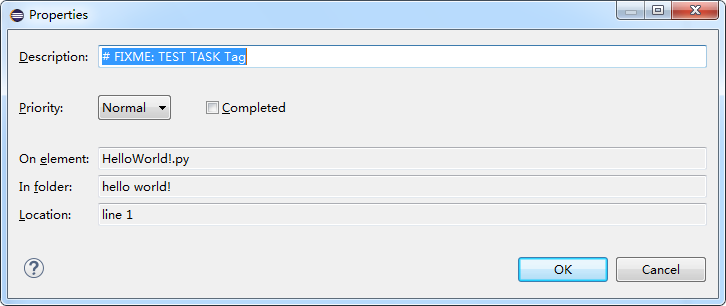 Properties
Description: # FIXME: TEST TASK Tag
Priority: Normal Completed
On element: HelloWorld!.py
In folder: hello world!
Location: line 1
? OK Cancel